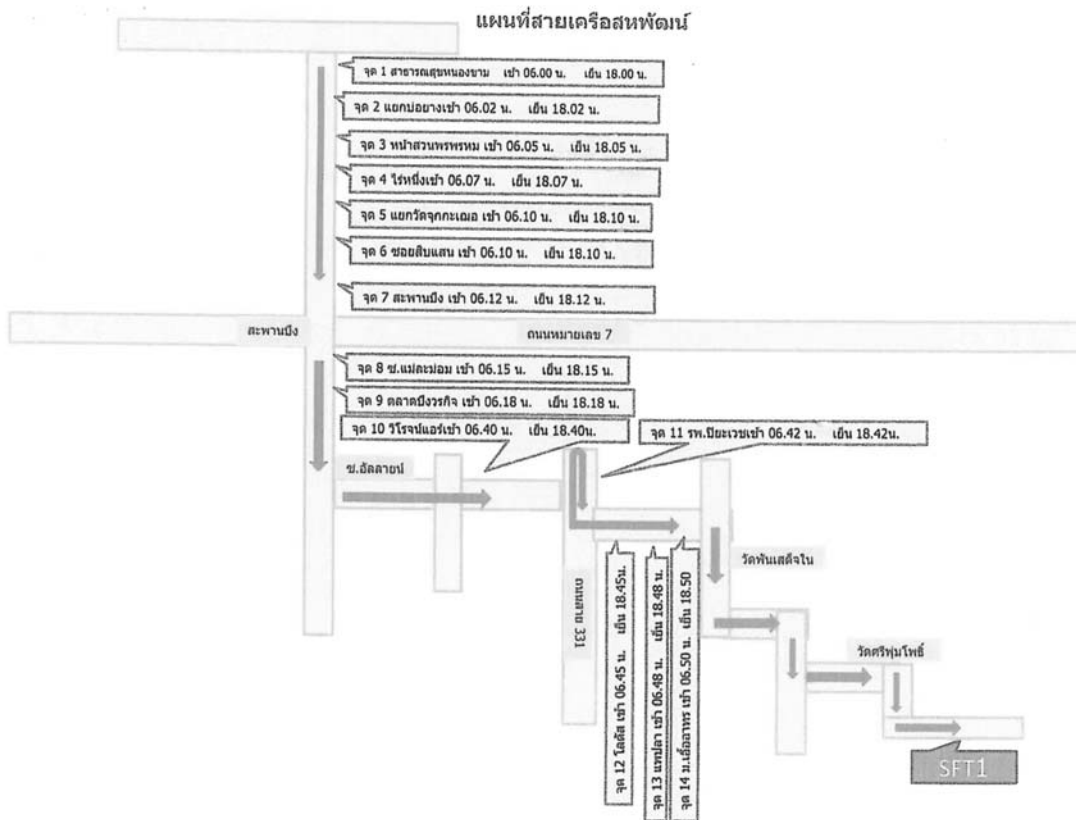 แผนที่สายเครือสหพัฒน์
จุด 1 สาธารณสุขหนองขาม เช้า 06.00 น. เย็น 18.00 น.
จุด 2 แยกบ่อยางเช้า 06.02 น. เย็น 18.02 น.
จุด 3 หน้าสวนพรพรหม เช้า 06.05 น. เย็น 18.05 น.
จุด 4 ไร่หนึ่งเช้า 06.07 น. เย็น 18.07 น.
จุด 5 แยกวัดจุกกะเฌอ เช้า 06.10 น. เย็น 18.10 น.
จุด 6 ซอยสิบแสน เช้า 06.10 น. เย็น 18.10 น.
จุด 7 สะพานบึง เช้า 06.12 น. เย็น 18.12 น.
สะพานบึง
ถนนหมายเลข 7
จุด 8 ซ.แม่ละม่อม เช้า 06.15 น. เย็น 18.15 น.
จุด 9 ตลาดบึงวรกิจ เช้า 06.18 น. เย็น 18.18 น.
จุด 10 วิโรจน์แอร์เช้า 06.40 น. เย็น 18.40น.
จุด 11 รพ.ปิยะเวชเช้า 06.42 น. เย็น 18.42น.
ซ.อัลลายน์
ถนนสาย 331
จุด 12 โลตัส เช้า 06.45 น. เย็น 18.45น.
จุด 13 แพปลา เช้า 06.48 น. เย็น 18.48 น.
จุด 14 ม.เอื้ออาทร เช้า 06.50 น. เย็น 18.50
วัดพันเสด็จใน
วัดศรีพุ่มโพธิ์
SFT1